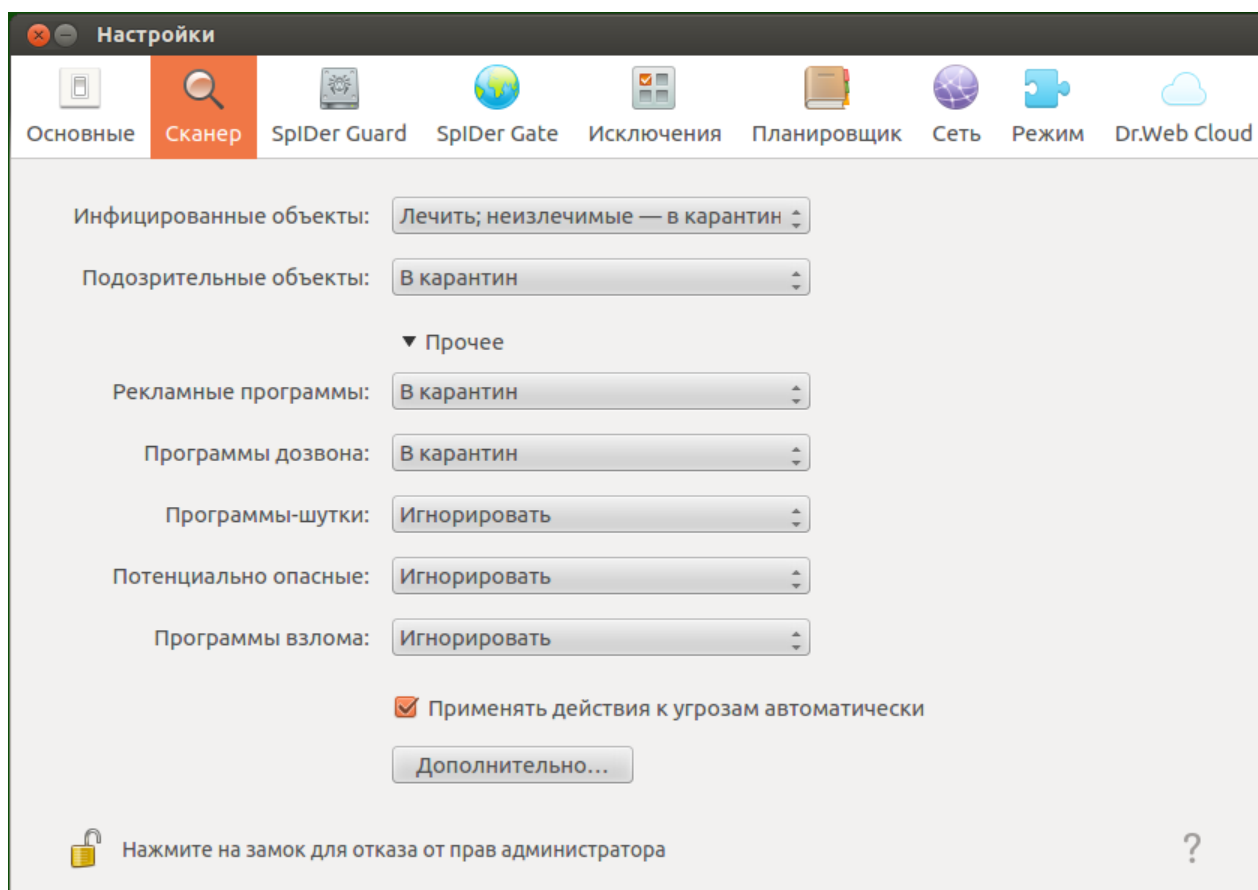 Настройки
Основные Сканер SpIDer Guard SpIDer Gate Исключения Планировщик Сеть Режим Dr.Web Cloud
Инфицированные объекты: Лечить; неизлечимые — в карантин
Подозрительные объекты: В карантин
Прочее
Рекламные программы: В карантин
Программы дозвона: В карантин
Программы-шутки: Игнорировать
Потенциально опасные: Игнорировать
Программы взлома: Игнорировать
Применять действия к угрозам автоматически
Дополнительно...
Нажмите на замок для отказа от прав администратора ?